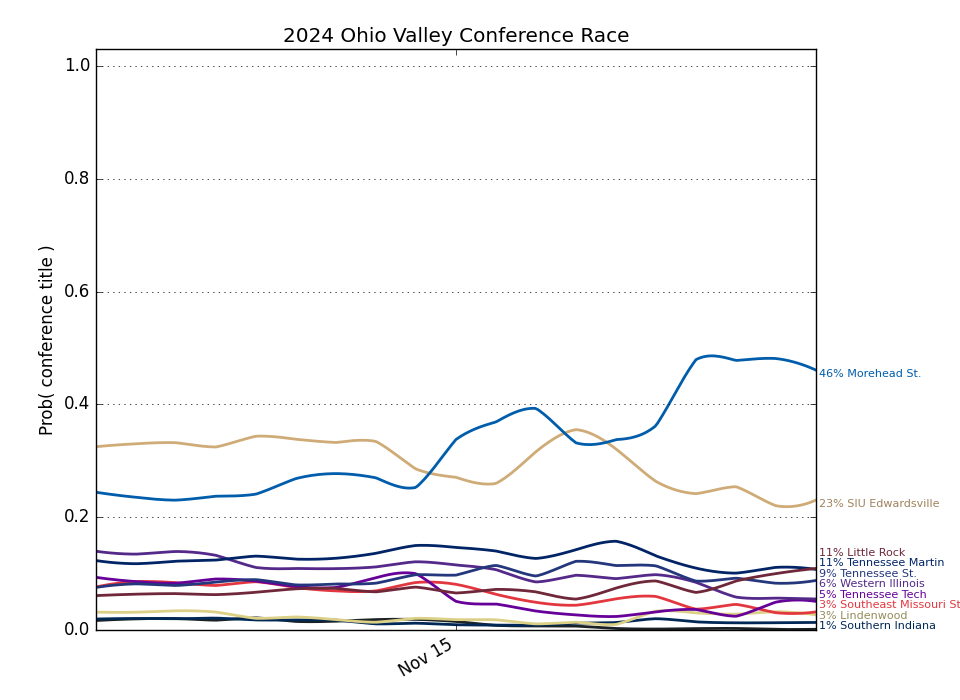 2024 Ohio Valley Conference Race
1.0
0.8
0.6
0.4
0.2
0.0
Prob( conference title )
Nov 15
46% Morehead St.
23% SIU Edwardsville
11% Little Rock
11% Tennessee Martin
9% Tennessee St.
6% Western Illinois
5% Tennessee Tech
3% Southeast Missouri St
3% Lindenwood
1% Southern Indiana